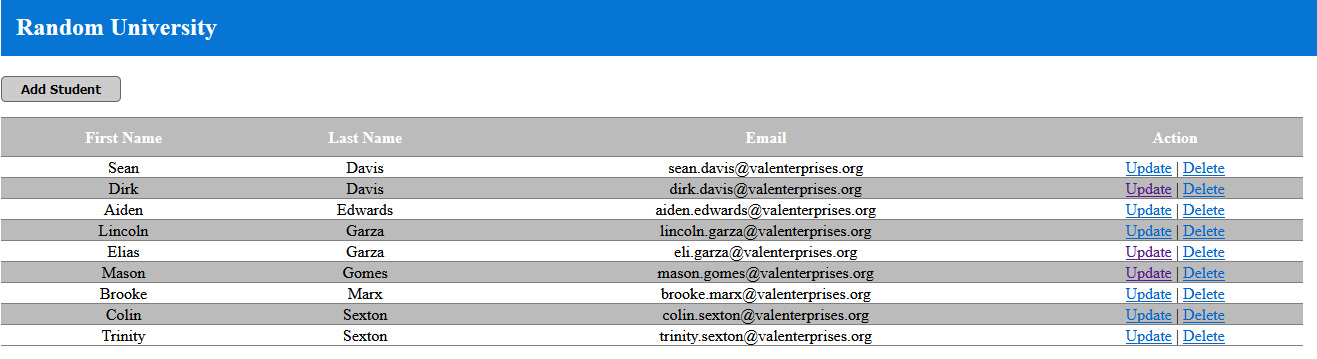 Random University
Add Student
First Name Last Name Email Action
Sean Davis sean.davis@valenterprises.org Update | Delete
Dirk Davis dirk.davis@valenterprises.org Update | Delete
Aiden Edwards aiden.edwards@valenterprises.org Update | Delete
Lincoln Garza lincoln.garza@valenterprises.org Update | Delete
Elias Garza eli.garza@valenterprises.org Update | Delete
Mason Gomes mason.gomes@valenterprises.org Update | Delete
Brooke Marx brooke.marx@valenterprises.org Update | Delete
Colin Sexton colin.sexton@valenterprises.org Update | Delete
Trinity Sexton trinity.sexton@valenterprises.org Update | Delete